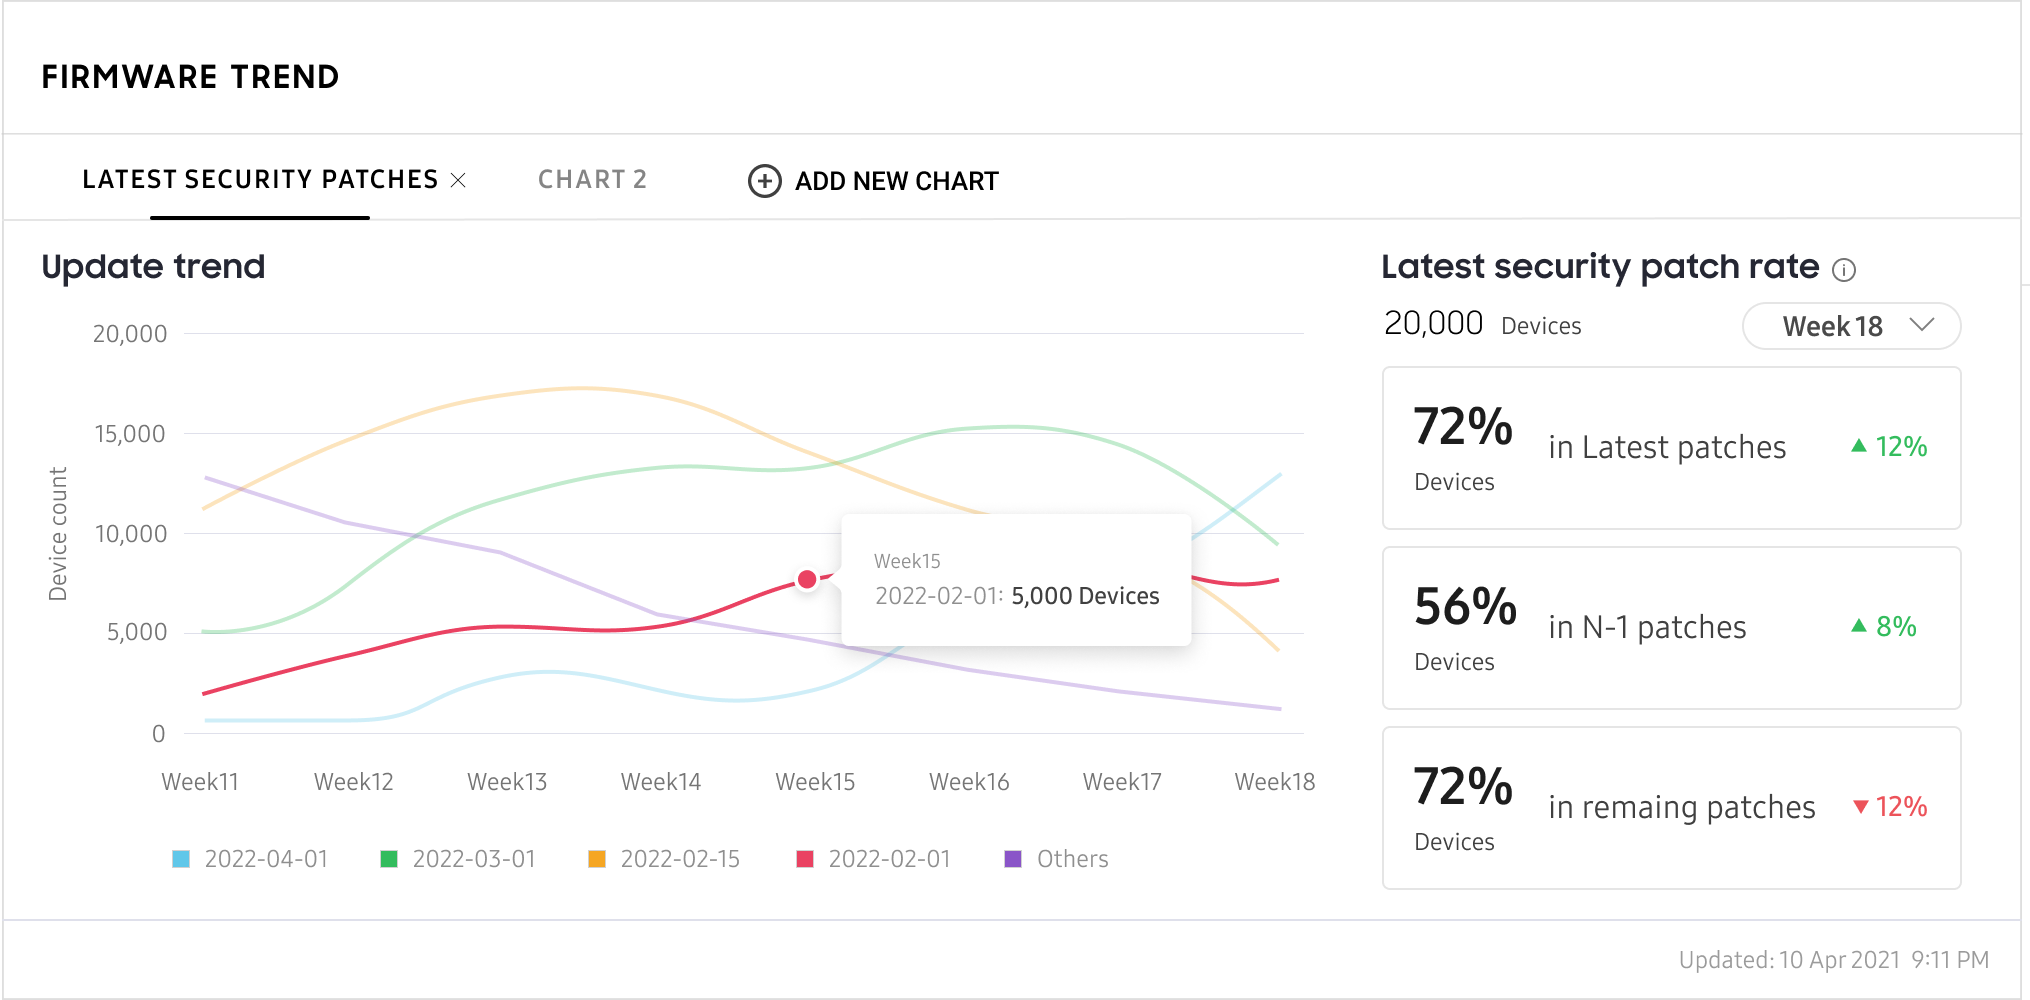 FIRMWARE TREND
LATEST SECURITY PATCHES
CHART 2
ADD NEW CHART
Update trend
Device count
20,000
15,000
10,000
5,000
0
Week15
2022-02-01: 5,000 Devices
Week11 Week12 Week13 Week14 Week15 Week16 Week17 Week18
2022-04-01 2022-03-01 2022-02-15 2022-02-01 Others
Latest security patch rate
20,000 Devices
Week 18
72% in Latest patches 12%
Devices
56% in N-1 patches 8%
Devices
72% in remaing patches 12%
Devices
Updated: 10 Apr 2021 9:11 PM